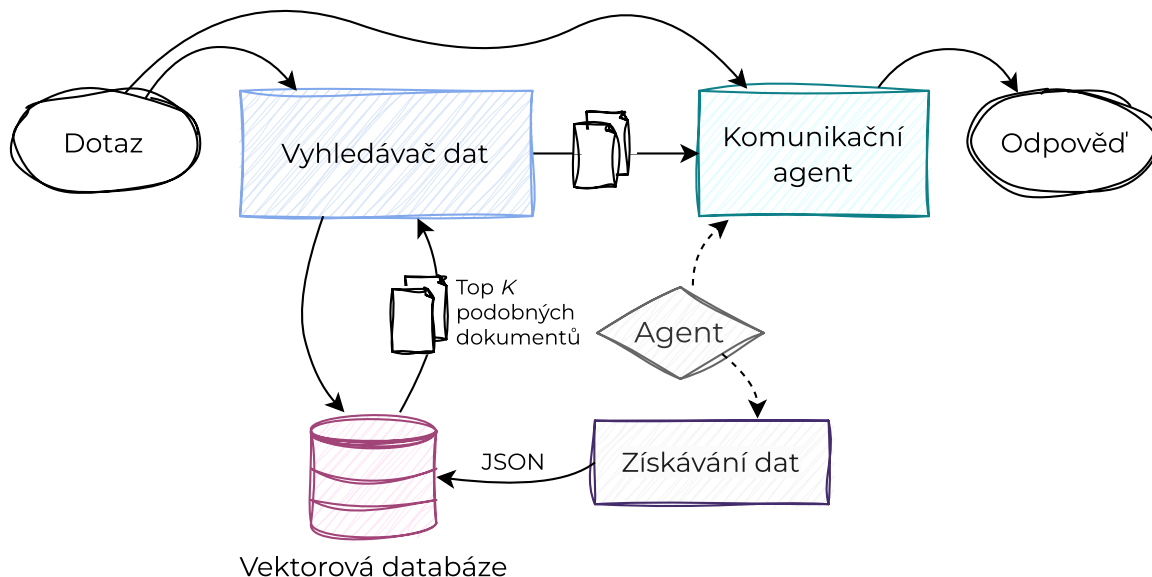 Dotaz
Vyhledávač dat
Komunikační
agent
Odpověď
Top K
podobných
dokumentů
Agent
JSON
Získávání dat
Vektorová databáze